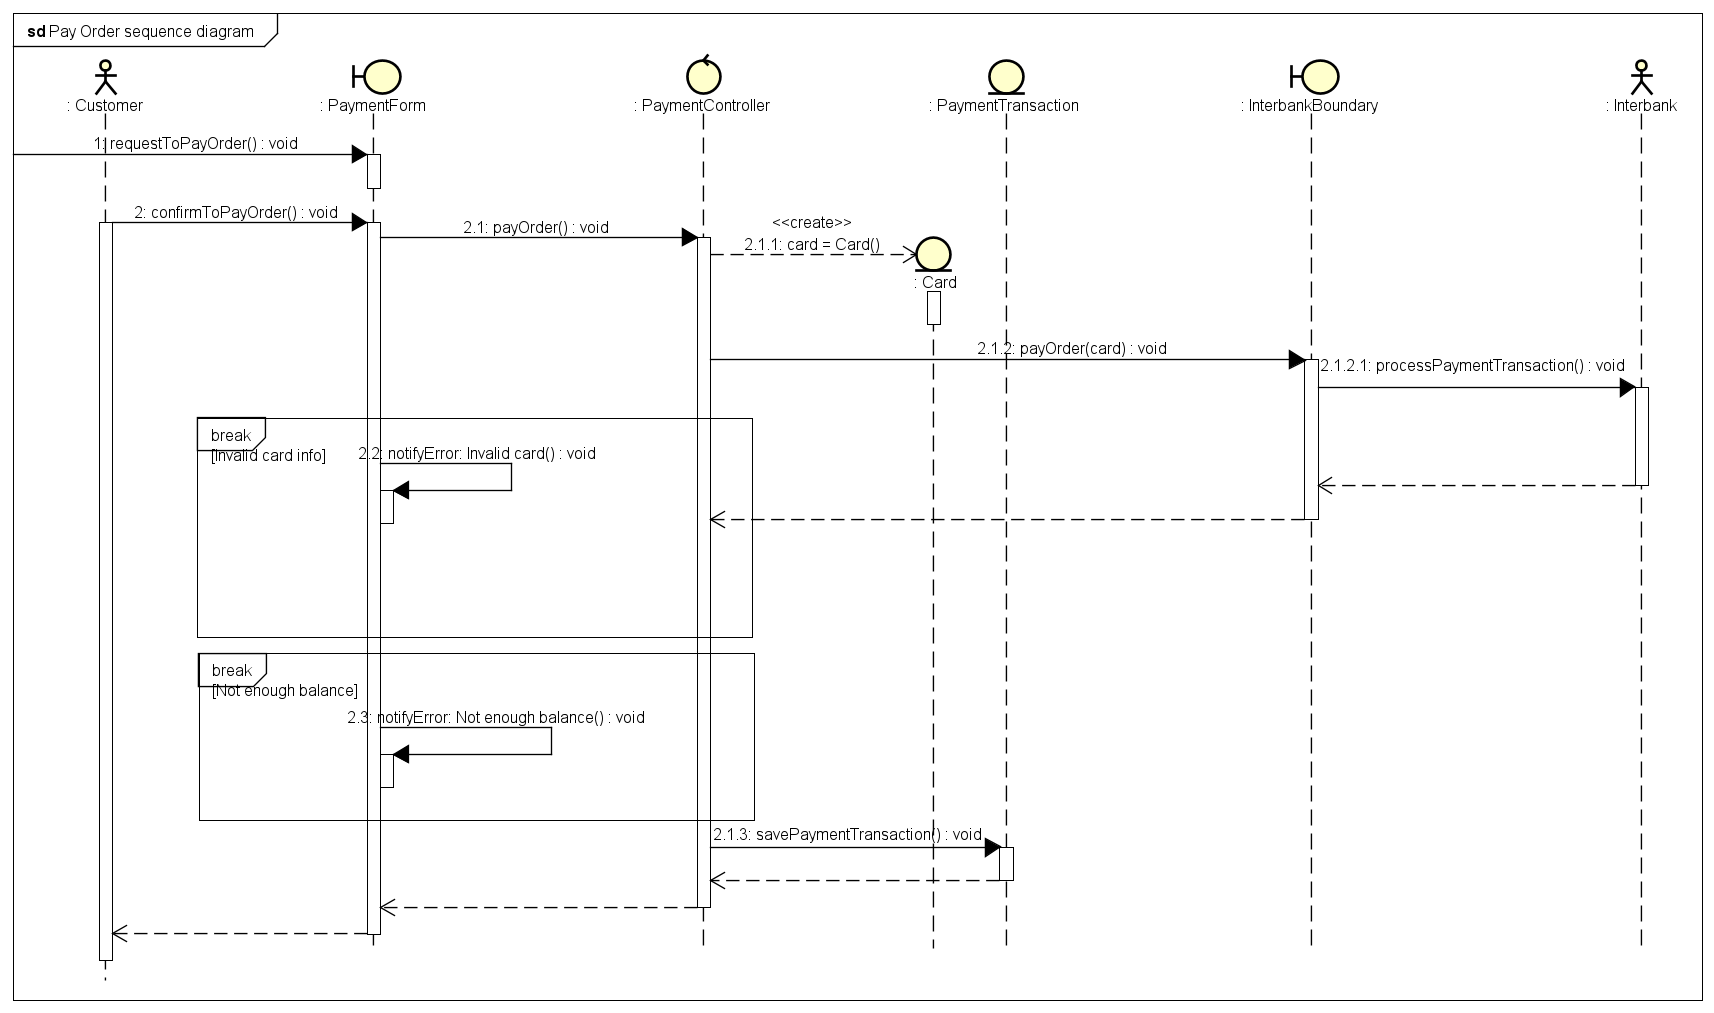 sd Pay Order sequence diagram
: Customer
: PaymentForm
: PaymentController
: PaymentTransaction
: InterbankBoundary
: Interbank
1: requestToPayOrder() : void
2: confirmToPayOrder() : void
2.1: payOrder() : void
<<create>>
2.1.1: card = Card()
: Card
2.1.2: payOrder(card) : void
2.1.2.1: processPaymentTransaction() : void
break
[Invalid card info]
2.2: notifyError: Invalid card() : void
break
[Not enough balance]
2.3: notifyError: Not enough balance() : void
2.1.3: savePaymentTransaction() : void